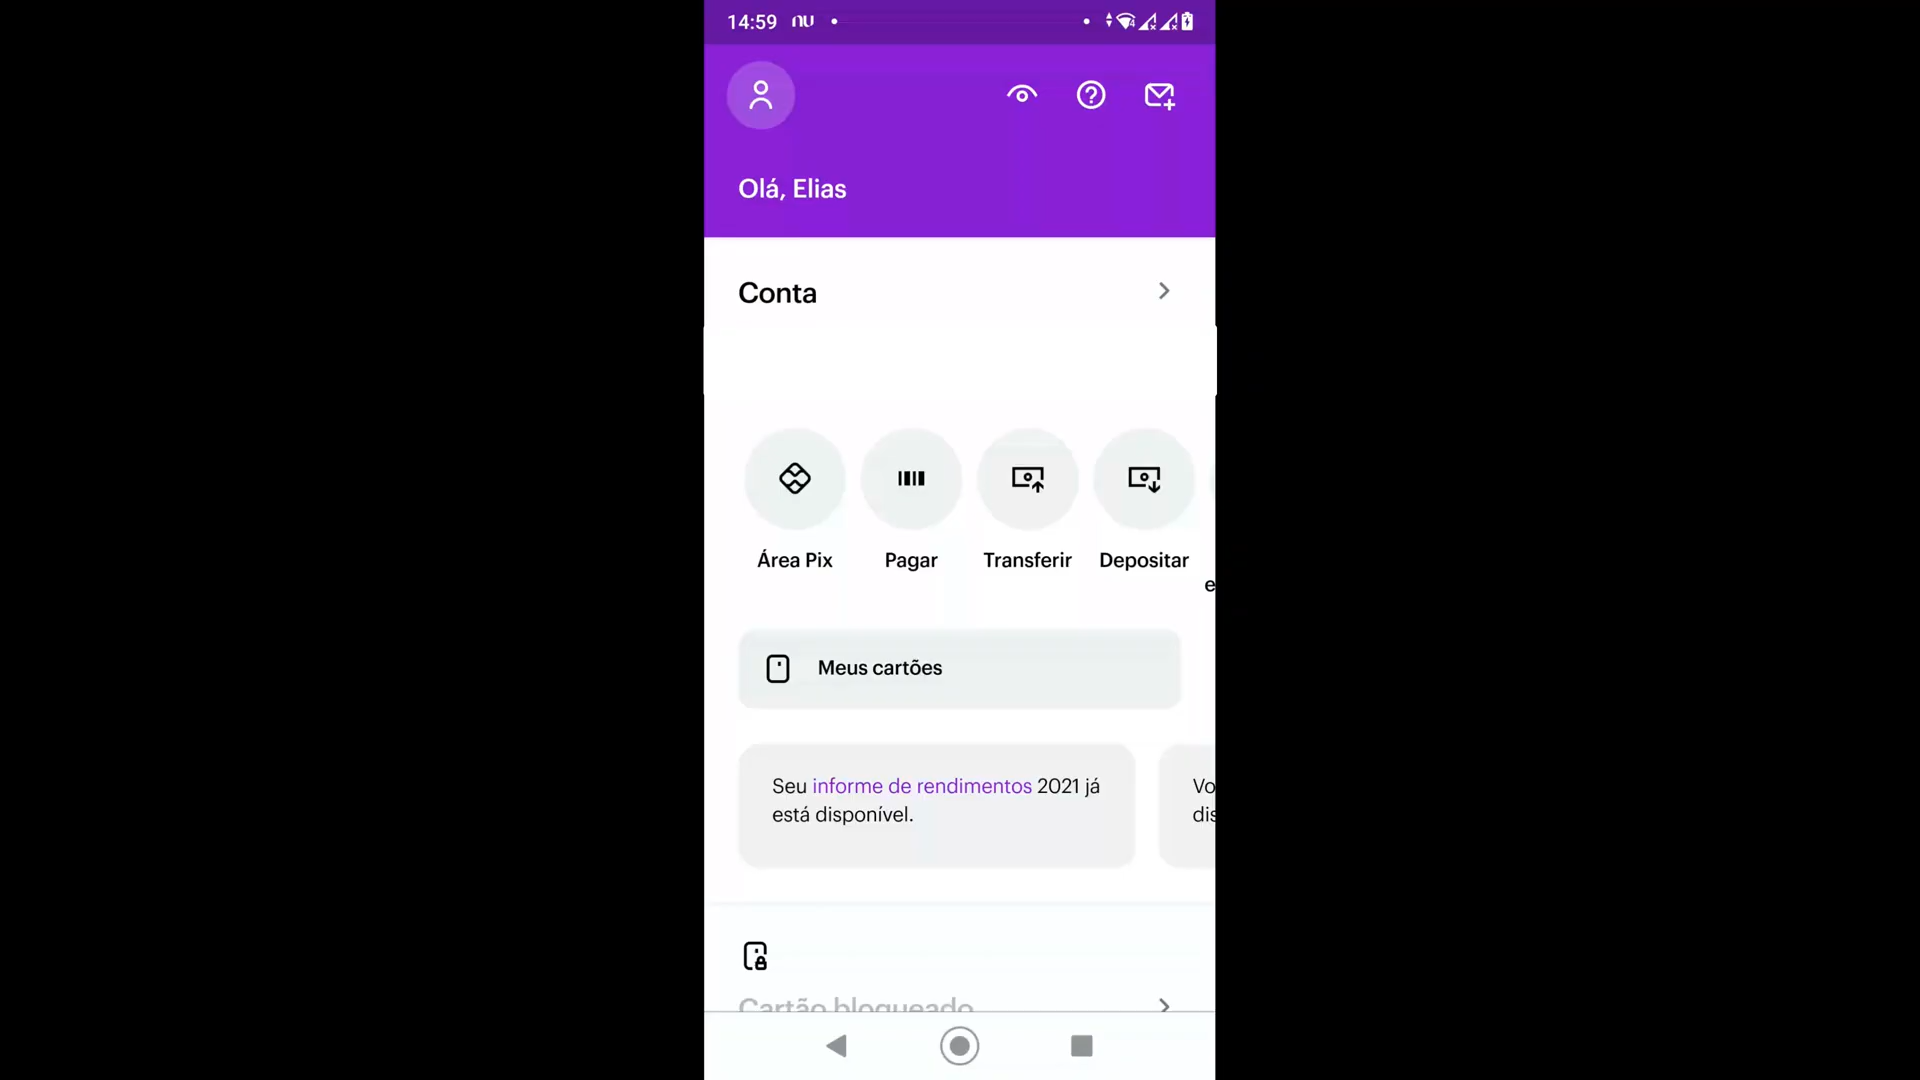 14:59 nu
Olá, Elias
Conta
Área Pix
Pagar
Transferir
Depositar
e
Meus cartões
Seu informe de rendimentos 2021 já
está disponível.
Vo
dis
Cartão bloqueado